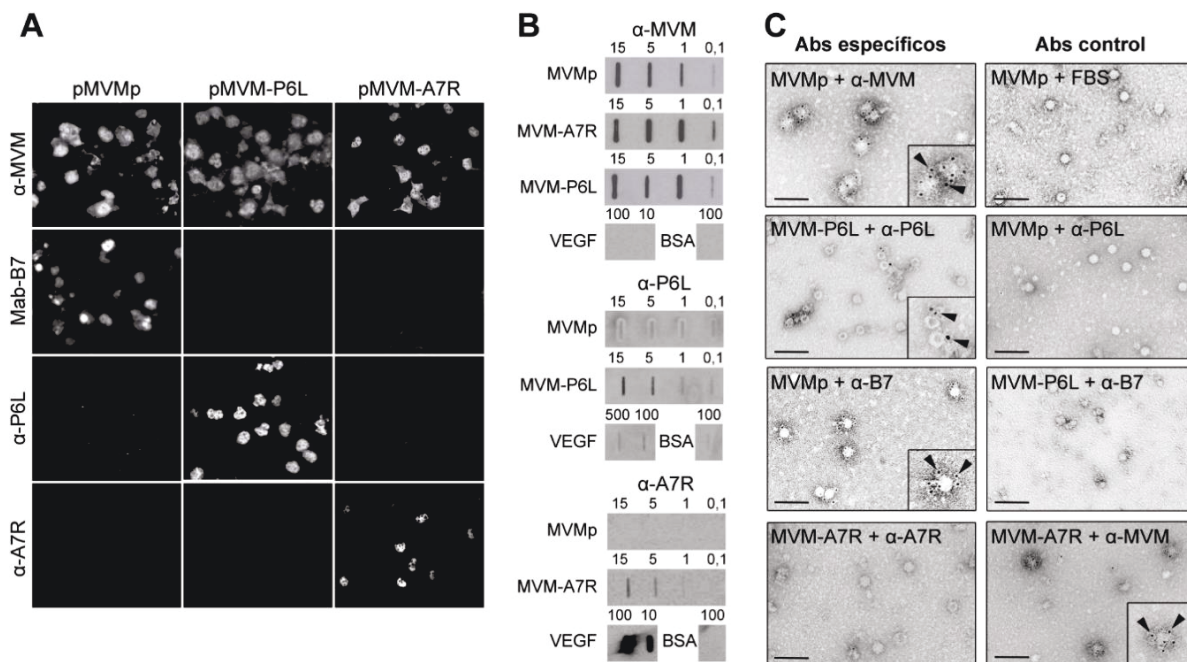 A
pMVMp pMVM-P6L pMVM-A7R
α-MVM
Mab-B7
α-P6L
α-A7R
B
α-MVM
15 5 1 0,1
MVMp
15 5 1 0,1
MVM-A7R
15 5 1 0,1
MVM-P6L
100 10 100
VEGF BSA
α-P6L
15 5 1 0,1
MVMp
15 5 1 0,1
MVM-P6L
500 100 100
VEGF BSA
α-A7R
15 5 1 0,1
MVMp
15 5 1 0,1
MVM-A7R
100 10 100
VEGF BSA
C
Abs específicos Abs control
MVMp + α-MVM MVMp + FBS
MVM-P6L + α-P6L MVMp + α-P6L
MVMp + α-B7 MVM-P6L + α-B7
MVM-A7R + α-A7R MVM-A7R + α-MVM